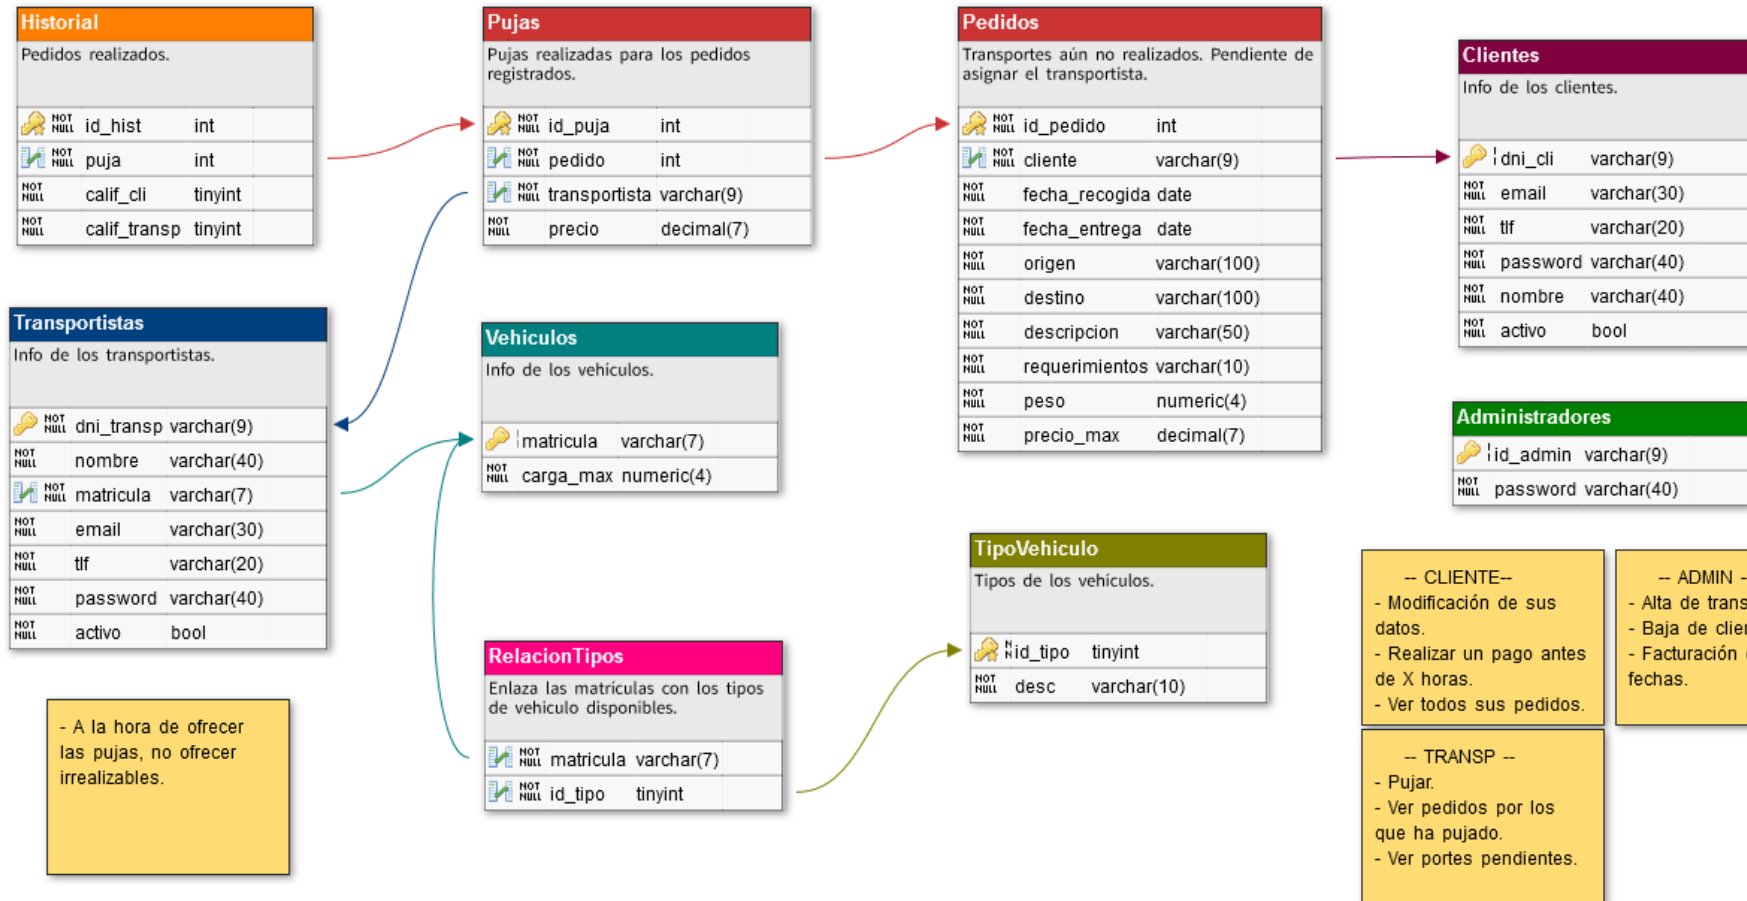 Historial
Pedidos realizados.
NOT NULL id_hist int
NOT NULL puja int
NOT NULL calif_cli tinyint
NOT NULL calif_transp tinyint
Pujas
Pujas realizadas para los pedidos
registrados.
NOT NULL id_puja int
NOT NULL pedido int
NOT NULL transportista varchar(9)
NOT NULL precio decimal(7)
Pedidos
Transportes aún no realizados. Pendiente de
asignar el transportista.
NOT NULL id_pedido int
NOT NULL cliente varchar(9)
NOT NULL fecha_recogida date
NOT NULL fecha_entrega date
NOT NULL origen varchar(100)
NOT NULL destino varchar(100)
NOT NULL descripcion varchar(50)
NOT NULL requerimientos varchar(10)
NOT NULL peso numeric(4)
NOT NULL precio_max decimal(7)
Clientes
Info de los clientes.
dni_cli varchar(9)
NOT NULL email varchar(30)
NOT NULL tlf varchar(20)
NOT NULL password varchar(40)
NOT NULL nombre varchar(40)
NOT NULL activo bool
Transportistas
Info de los transportistas.
NOT NULL dni_transp varchar(9)
NOT NULL nombre varchar(40)
NOT NULL matricula varchar(7)
NOT NULL email varchar(30)
NOT NULL tlf varchar(20)
NOT NULL password varchar(40)
NOT NULL activo bool
Vehiculos
Info de los vehículos.
matricula varchar(7)
NOT NULL carga_max numeric(4)
Administradores
id_admin varchar(9)
NOT NULL password varchar(40)
TipoVehiculo
Tipos de los vehículos.
N N id_tipo tinyint
NOT NULL desc varchar(10)
RelacionTipos
Enlaza las matrículas con los tipos
de vehiculo disponibles.
NOT NULL matricula varchar(7)
NOT NULL id_tipo tinyint
- A la hora de ofrecer
las pujas, no ofrecer
irrealizables.
-- CLIENTE--
- Modificación de sus
datos.
- Realizar un pago antes
de X horas.
- Ver todos sus pedidos.
-- ADMIN -
- Alta de trans
- Baja de clien
- Facturación
fechas.
-- TRANSP --
- Pujar.
- Ver pedidos por los
que ha pujado.
- Ver portes pendientes.